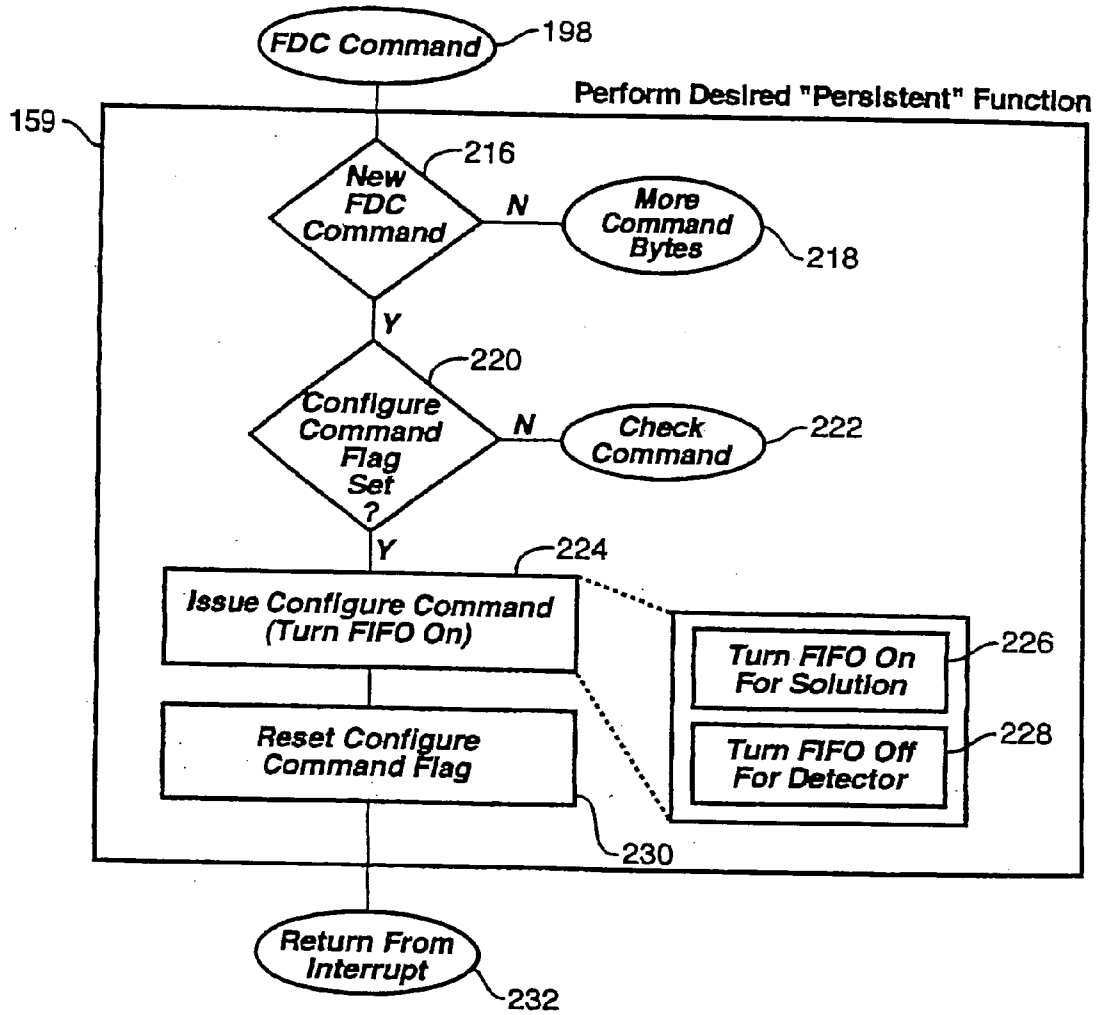 FDC Command
198
Perform Desired "Persistent" Function
159
216
New
FDC
Command
N
More
Command
Bytes
218
Y
220
Configure
Command
Flag
Set
?
N
Check
Command
222
Y
224
Issue Configure Command
(Turn FIFO On)
Turn FIFO On
For Solution
226
Turn FIFO Off
For Detector
228
Reset Configure
Command Flag
230
Return From
Interrupt
232